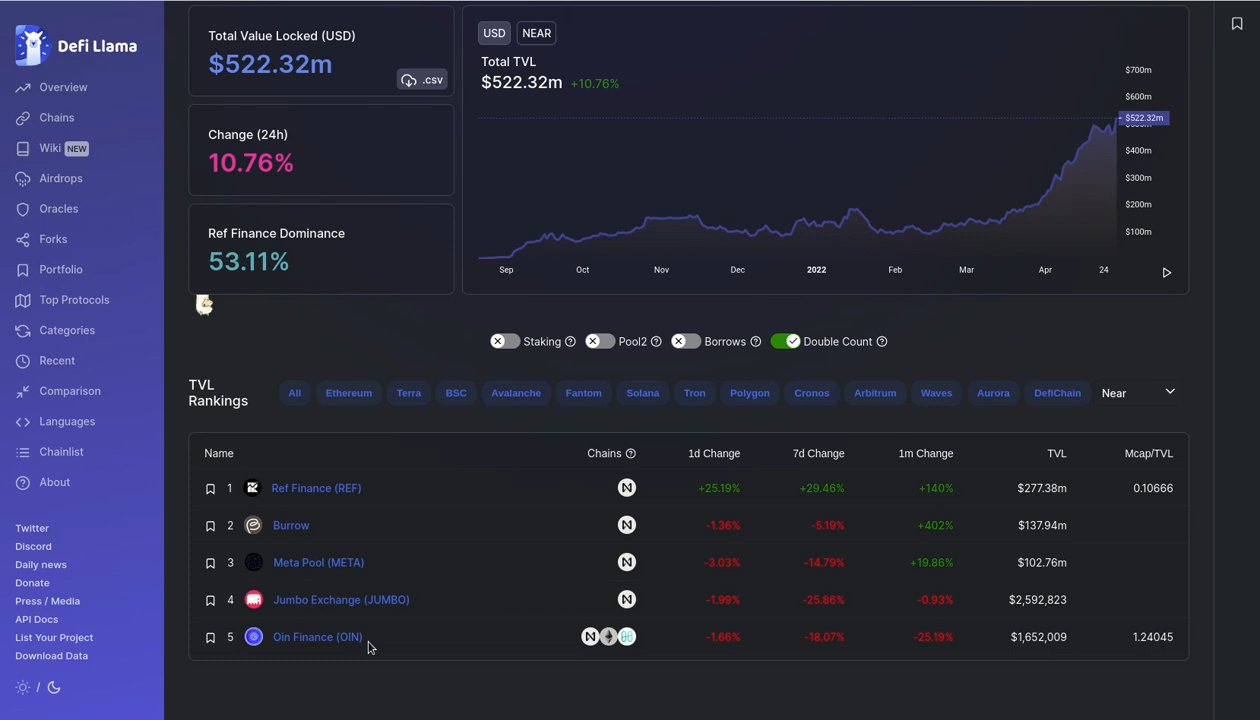 Defi Llama
Overview
Chains
Wiki NEW
Airdrops
Oracles
Forks
Portfolio
Top Protocols
Categories
Recent
Comparison
Languages
Chainlist
About
Twitter
Discord
Daily news
Donate
Press / Media
API Docs
List Your Project
Download Data
/
Total Value Locked (USD)
$522.32m
.csv
Change (24h)
10.76%
Ref Finance Dominance
53.11%
USD NEAR
Total TVL
$522.32m +10.76%
$700m
$600m
$522.32m
$400m
$300m
$200m
$100m
Sep Oct Nov Dec 2022 Feb Mar Apr 24
Staking Pool2 Borrows Double Count
TVL
Rankings
All Ethereum Terra BSC Avalanche Fantom Solana Tron Polygon Cronos Arbitrum Waves Aurora DefiChain Near
Name Chains 1d Change 7d Change 1m Change TVL Mcap/TVL
1 Ref Finance (REF) +25.19% +29.46% +140% $277.38m 0.10666
2 Burrow -1.36% -5.19% +402% $137.94m
3 Meta Pool (META) -3.03% -14.79% +19.86% $102.76m
4 Jumbo Exchange (JUMBO) -1.99% -25.86% -0.93% $2,592,823
5 Oin Finance (OIN) -1.66% -18.07% -25.19% $1,652,009 1.24045